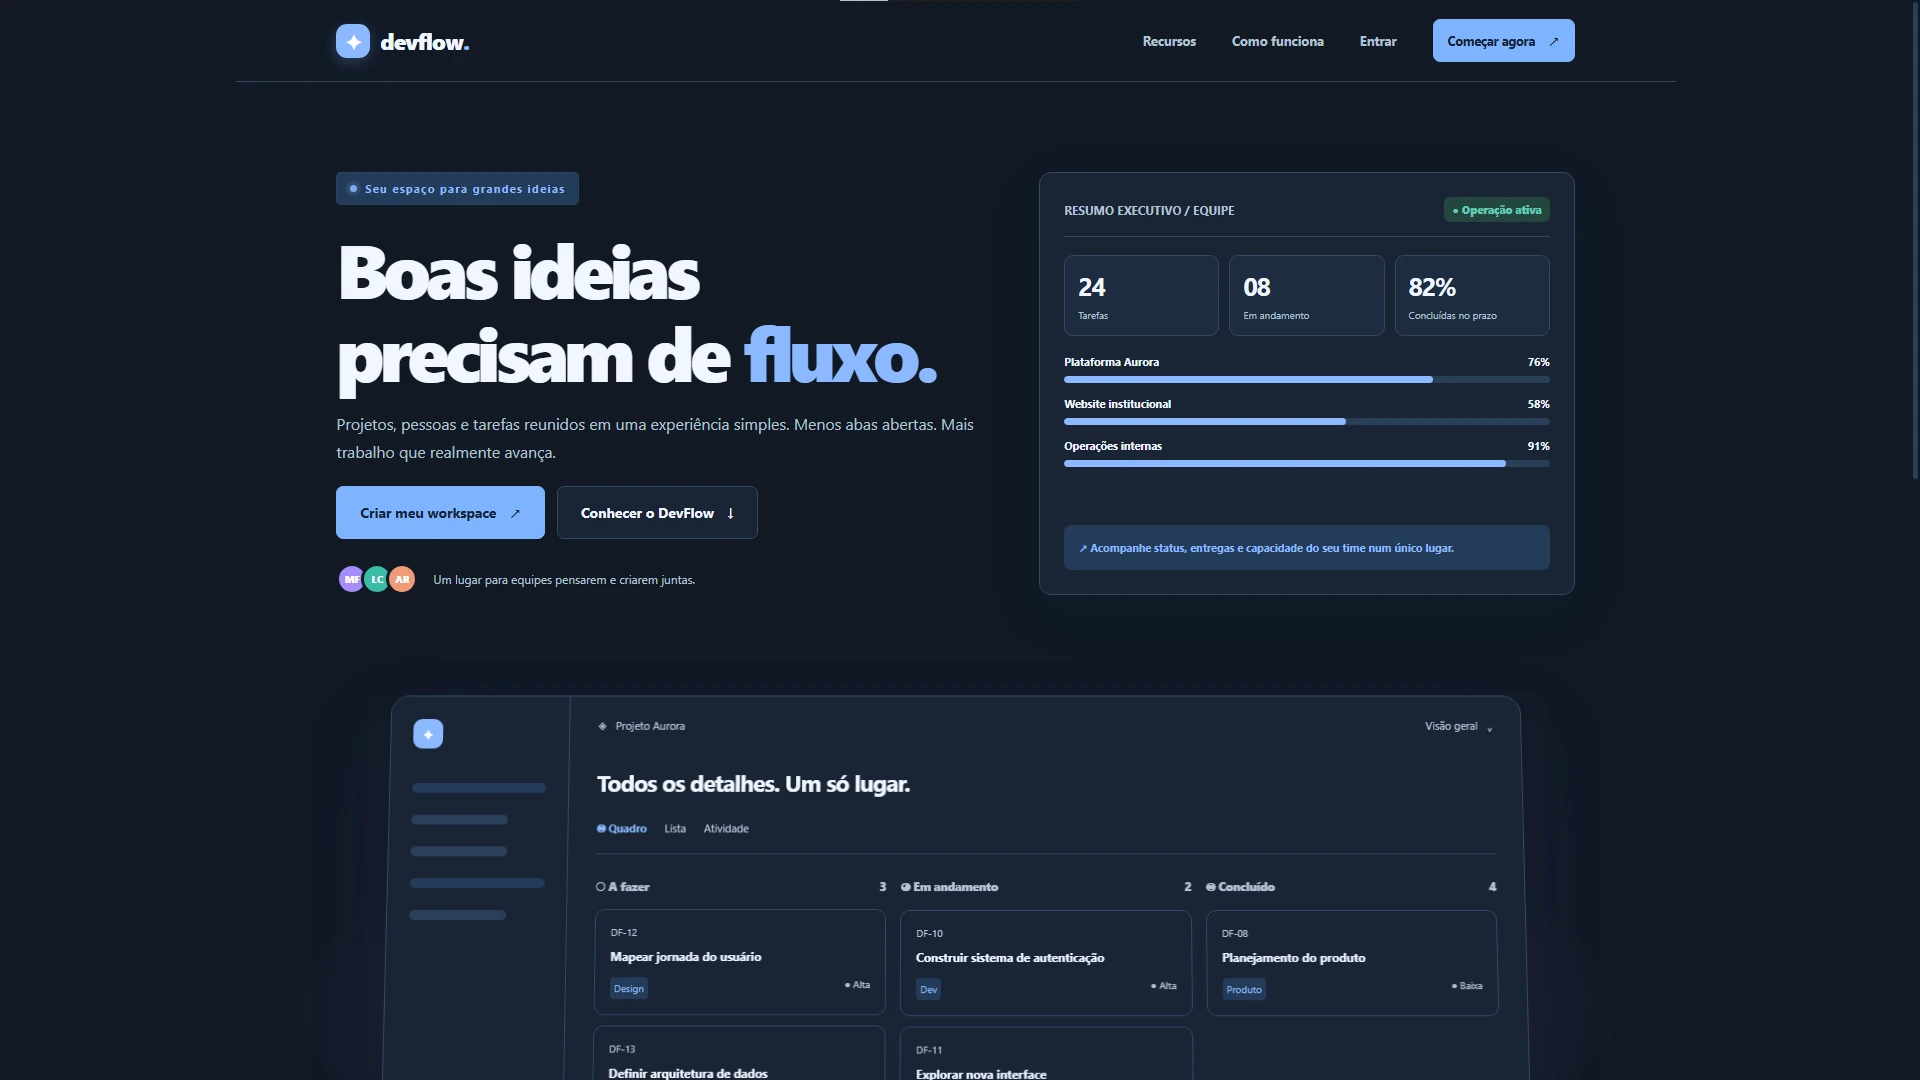 devflow.
Recursos
Como funciona
Entrar
Começar agora ↗
Seu espaço para grandes ideias
Boas ideias
precisam de fluxo.
Projetos, pessoas e tarefas reunidos em uma experiência simples. Menos abas abertas. Mais
trabalho que realmente avança.
Criar meu workspace ↗
Conhecer o DevFlow ↓
MF LC AR
Um lugar para equipes pensarem e criarem juntas.
RESUMO EXECUTIVO / EQUIPE
• Operação ativa
24
Tarefas
08
Em andamento
82%
Concluídas no prazo
Plataforma Aurora 76%
Website institucional 58%
Operações internas 91%
↗ Acompanhe status, entregas e capacidade do seu time num único lugar.
Projeto Aurora
Visão geral
Todos os detalhes. Um só lugar.
Quadro Lista Atividade
A fazer 3
DF-12
Mapear jornada do usuário
Design • Alta
DF-13
Definir arquitetura de dados
Em andamento 2
DF-10
Construir sistema de autenticação
Dev • Alta
DF-11
Explorar nova interface
Concluído 4
DF-08
Planejamento do produto
Produto • Baixa